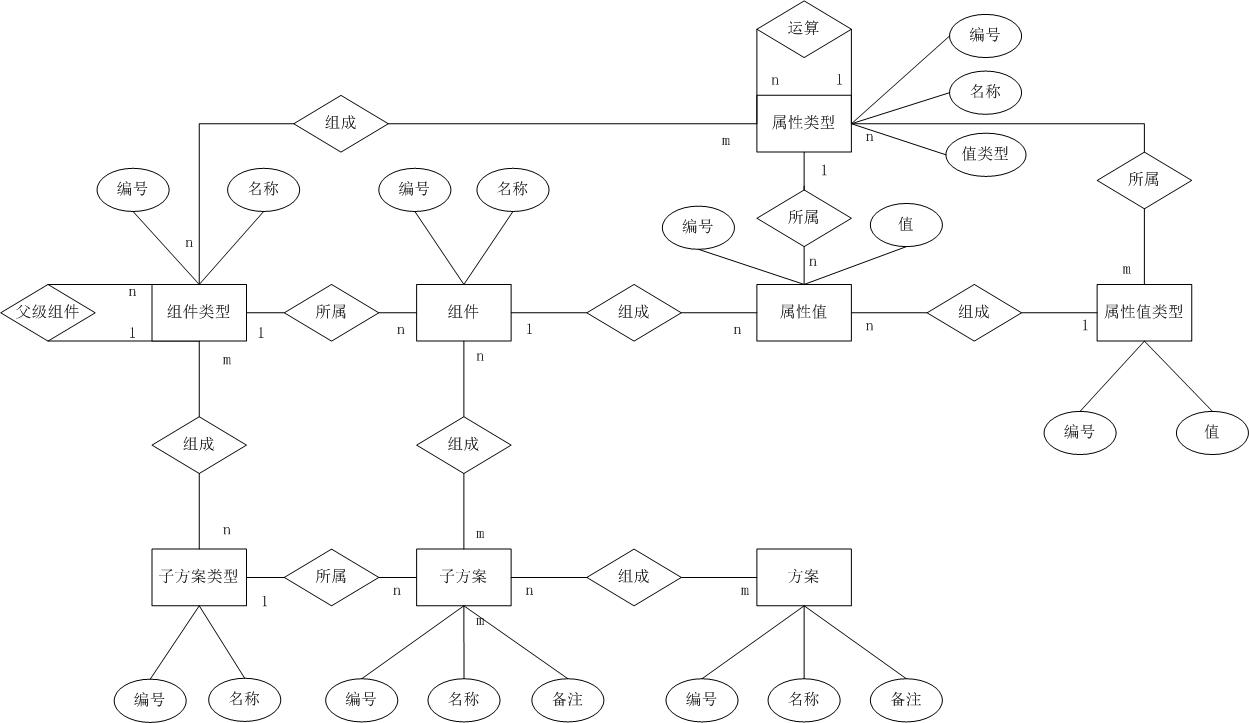 运算
编号
n
1
名称
组成
属性类型
m
n
值类型
1
所属
编号
名称
编号
名称
所属
编号
值
n
n
m
n
父级组件
组件类型
所属
组件
组成
属性值
组成
属性值类型
1
1
n
1
n
n
1
m
n
编号
值
组成
组成
n
m
子方案类型
所属
子方案
组成
方案
1
n
n
m
m
编号
名称
编号
名称
备注
编号
名称
备注